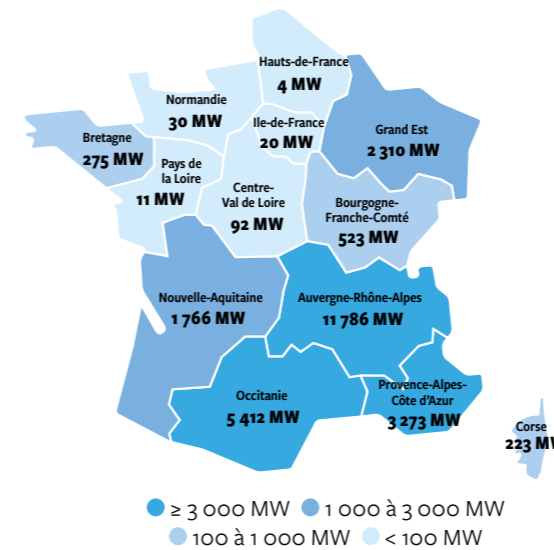 Hauts-de-France
4 MW
Normandie
30 MW
Ile-de-France
20 MW
Grand Est
2 310 MW
Bretagne
275 MW
Pays de
la Loire
11 MW
Centre-
Val de Loire
92 MW
Bourgogne-
Franche-Comté
523 MW
Nouvelle-Aquitaine
1 766 MW
Auvergne-Rhône-Alpes
11 786 MW
Occitanie
5 412 MW
Provence-Alpes-
Côte d'Azur
3 273 MW
Corse
223 MW
≥ 3 000 MW 1 000 à 3 000 MW
100 à 1 000 MW < 100 MW